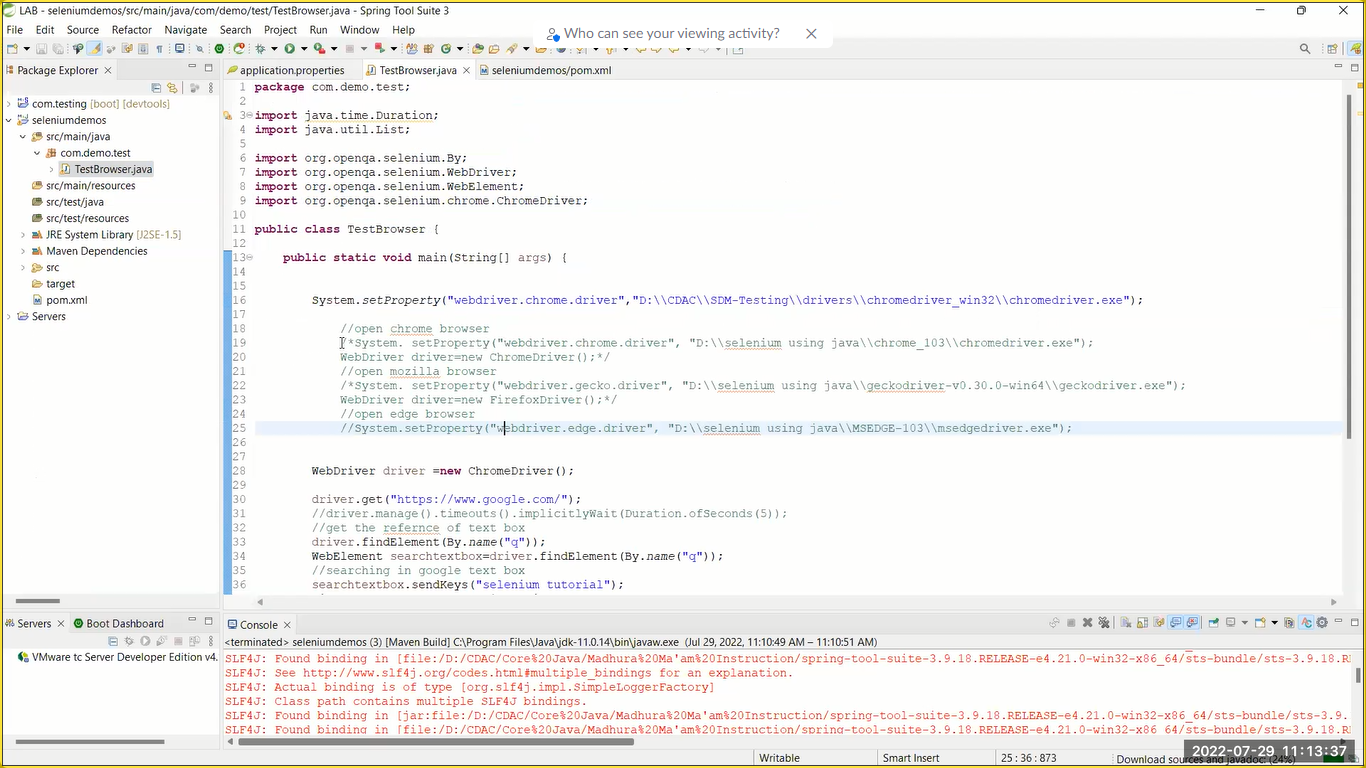 LAB - seleniumdemos/src/main/java/com/demo/test/TestBrowser.java - Spring Tool Suite 3
File Edit Source Refactor Navigate Search Project Run Window Help
Who can see your viewing activity?
Package Explorer
application.properties TestBrowser.java seleniumdemos/pom.xml
com.testing [boot] [devtools]
seleniumdemos
src/main/java
com.demo.test
TestBrowser.java
src/main/resources
src/test/java
src/test/resources
JRE System Library [J2SE-1.5]
Maven Dependencies
src
target
pom.xml
Servers
1 package com.demo.test;
2
3 import java.time.Duration;
4 import java.util.List;
5
6 import org.openqa.selenium.By;
7 import org.openqa.selenium.WebDriver;
8 import org.openqa.selenium.WebElement;
9 import org.openqa.selenium.chrome.ChromeDriver;
10
11 public class TestBrowser {
12
13 public static void main(String[] args) {
14
15
16 System.setProperty("webdriver.chrome.driver","D:\\CDAC\\SDM-Testing\\drivers\\chromedriver_win32\\chromedriver.exe");
17
18 //open chrome browser
19 /*System. setProperty("webdriver.chrome.driver", "D:\\selenium using java\\chrome_103\\chromedriver.exe");
20 WebDriver driver=new ChromeDriver();*/
21 //open mozilla browser
22 /*System. setProperty("webdriver.gecko.driver", "D:\\selenium using java\\geckodriver-v0.30.0-win64\\geckodriver.exe");
23 WebDriver driver=new FirefoxDriver();*/
24 //open edge browser
25 //System.setProperty("webdriver.edge.driver", "D:\\selenium using java\\MSEDGE-103\\msedgedriver.exe");
26
28 WebDriver driver =new ChromeDriver();
29
30 driver.get("https://www.google.com/");
31 //driver.manage().timeouts().implicitlyWait(Duration.ofSeconds(5));
32 //get the refernce of text box
33 driver.findElement(By.name("q"));
34 WebElement searchtextbox=driver.findElement(By.name("q"));
35 //searching in google text box
36 searchtextbox.sendKeys("selenium tutorial");
Servers Boot Dashboard
VMware tc Server Developer Edition v4.
Console
<terminated> seleniumdemos (3) [Maven Build] C:\Program Files\Java\jdk-11.0.14\bin\javaw.exe (Jul 29, 2022, 11:10:49 AM – 11:10:51 AM)
SLF4J: Found binding in [file:/D:/CDAC/Core%20Java/Madhura%20Ma'am%20Instruction/spring-tool-suite-3.9.18.RELEASE-e4.21.0-win32-x86_64/sts-bundle/sts-3.9.18.RE
SLF4J: See http://www.slf4j.org/codes.html#multiple_bindings for an explanation.
SLF4J: Actual binding is of type [org.slf4j.impl.SimpleLoggerFactory]
SLF4J: Class path contains multiple SLF4J bindings.
SLF4J: Found binding in [jar:file:/D:/CDAC/Core%20Java/Madhura%20Ma'am%20Instruction/spring-tool-suite-3.9.18.RELEASE-e4.21.0-win32-x86_64/sts-bundle/sts-3.9.
SLF4J: Found binding in [file:/D:/CDAC/Core%20Java/Madhura%20Ma'am%20Instruction/spring-tool-suite-3.9.18.RELEASE-e4.21.0-win32-x86_64/sts-bundle/sts-3.9.18.RE
Writable Smart Insert 25 : 36 : 873 Download sources and javadoc: (24%)
2022-07-29 11:13:37